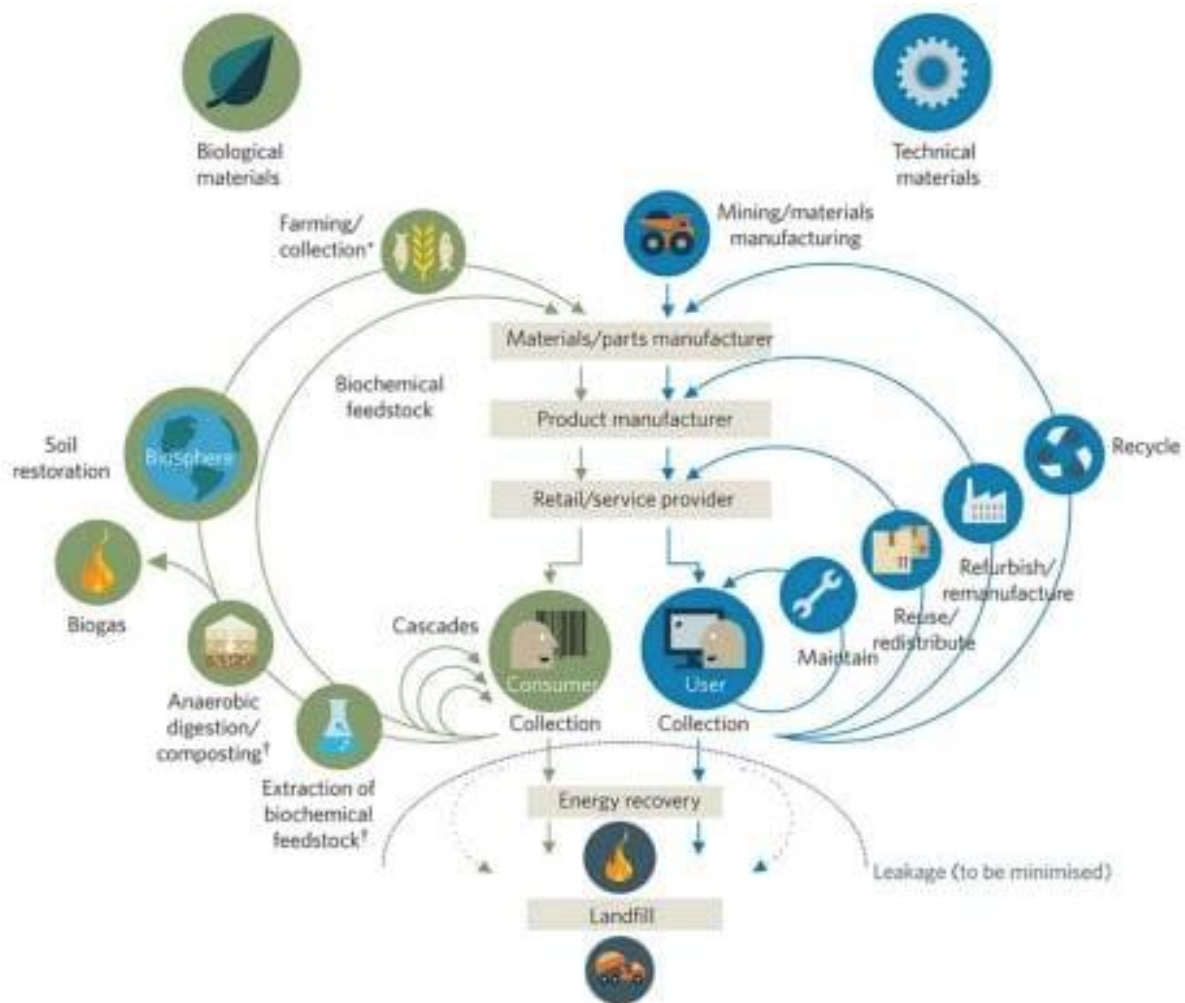 Biological
materials
Technical
materials
Farming/
collection*
Mining/materials
manufacturing
Materials/parts manufacturer
Biochemical
feedstock
Product manufacturer
Soil
restoration
Biosphere
Recycle
Retail/service provider
Biogas
Refurbish/
remanufacture
Reuse/
redistribute
Maintain
Cascades
Consumer
User
Anaerobic
digestion/
composting†
Collection
Collection
Extraction of
biochemical
feedstock†
Energy recovery
Leakage (to be minimised)
Landfill